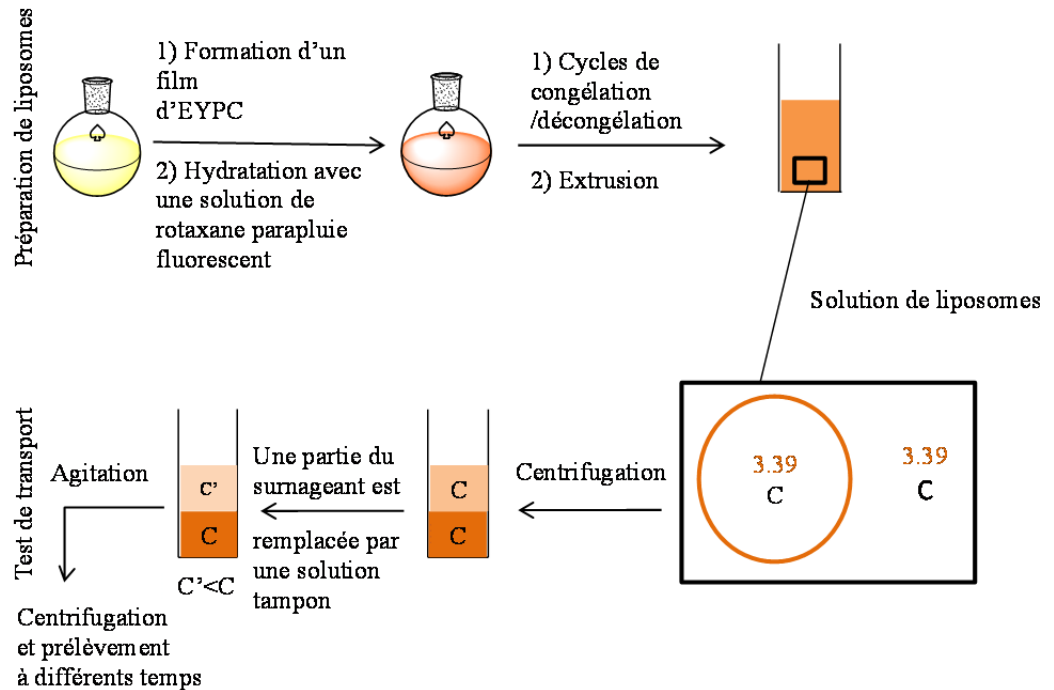 Préparation de liposomes
1) Formation d'un
film
d'EYPC
2) Hydratation avec
une solution de
rotaxane parapluie
fluorescent
1) Cycles de
congélation
/décongélation
2) Extrusion
Solution de liposomes
3.39
C
3.39
C
Centrifugation
C
C
Une partie du
surnageant est
remplacée par
une solution
tampon
C'
C
C'<C
Test de transport
Agitation
Centrifugation
et prélèvement
à différents temps